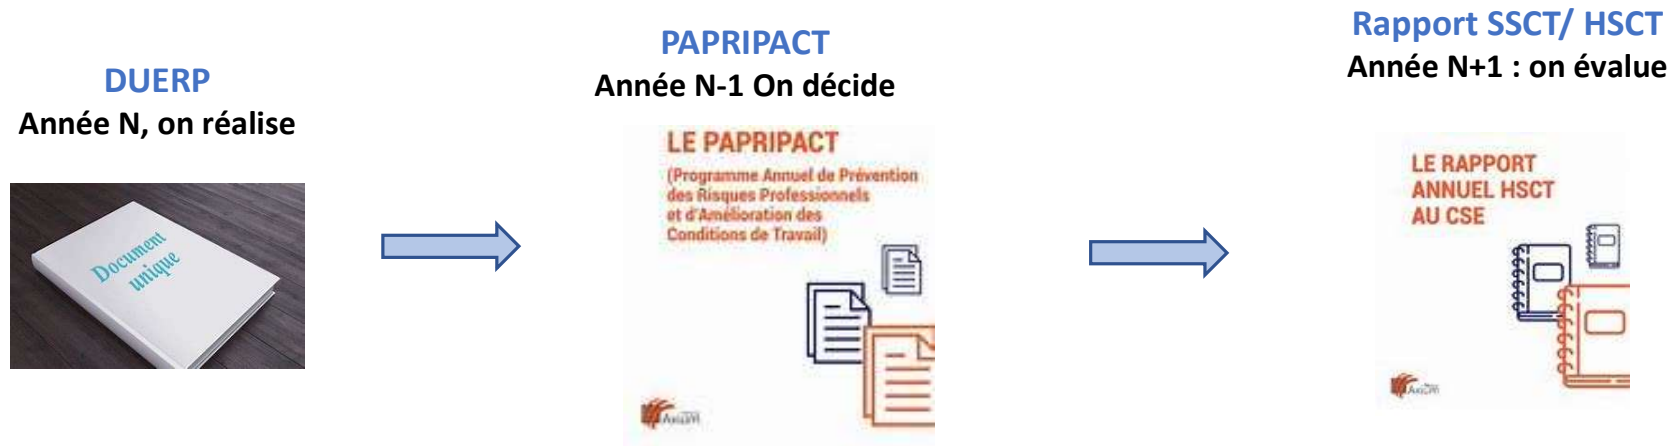 DUERP
Année N, on réalise
Document
unique
PAPRIPACT
Année N-1 On décide
LE PAPRIPACT
(Programme Annuel de Prévention
des Risques Professionnels
et d'Amélioration des
Conditions de Travail)
Axium
Rapport SSCT/ HSCT
Année N+1 : on évalue
LE RAPPORT
ANNUEL HSCT
AU CSE
Axium